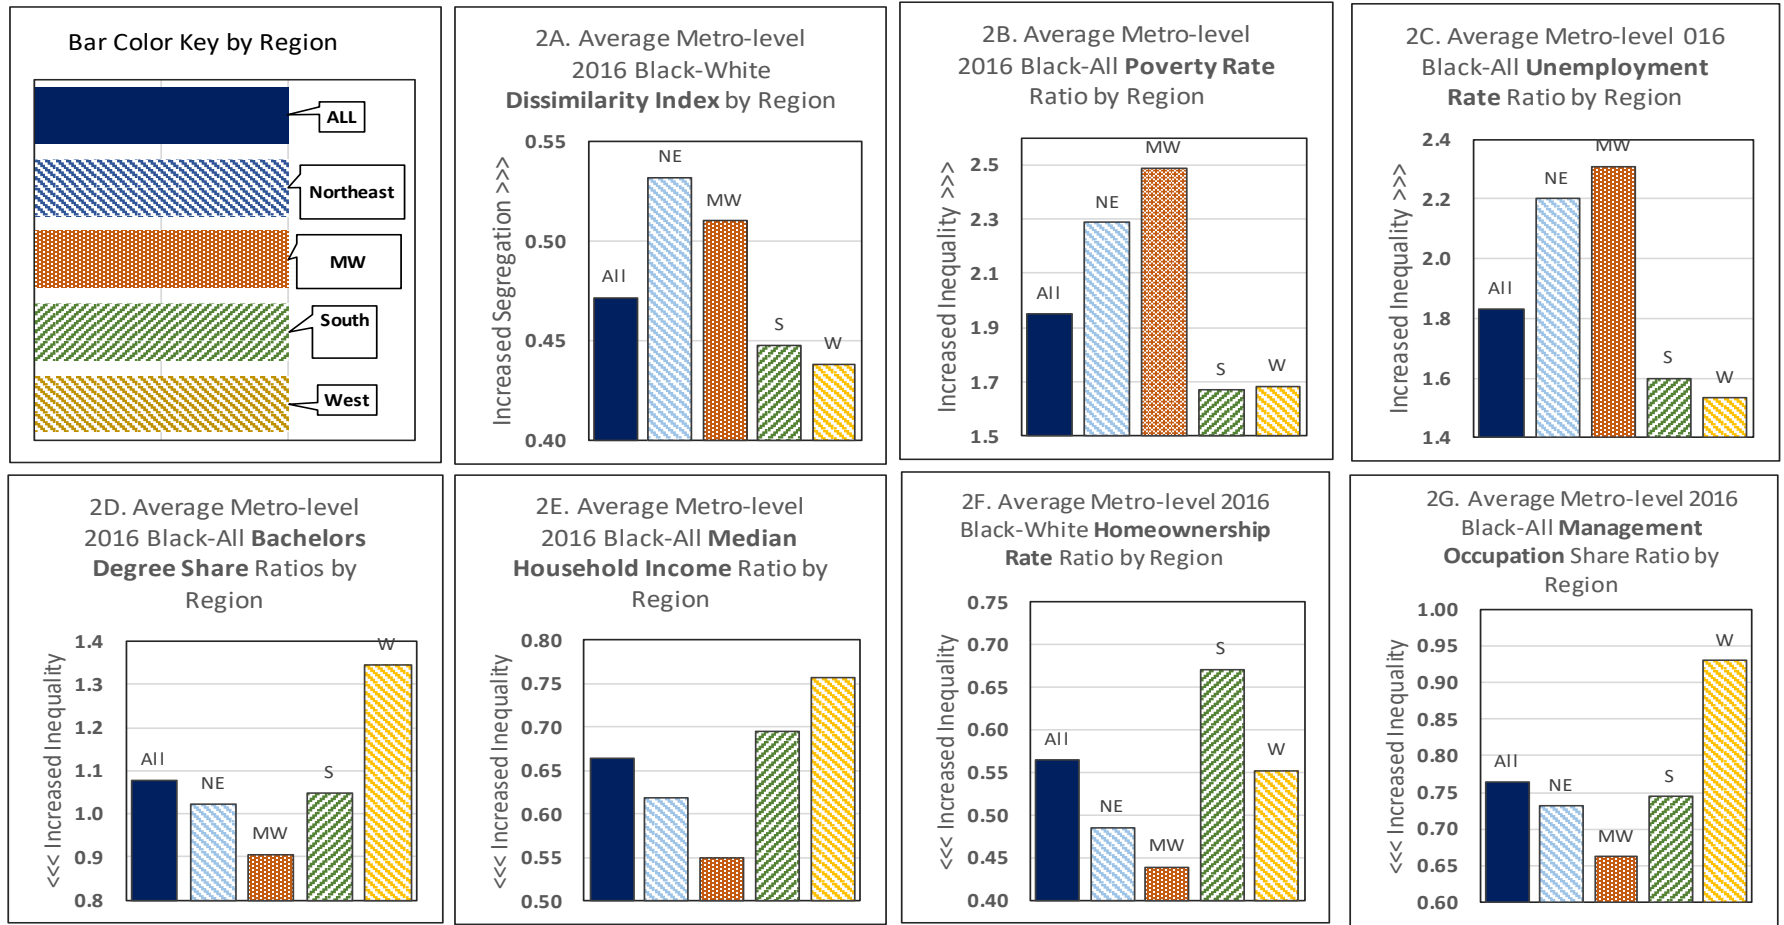 Bar Color Key by Region
ALL
Northeast
MW
South
West
2A. Average Metro-level
2016 Black-White
Dissimilarity Index by Region
Increased Segregation >>>
0.55
0.50
0.45
0.40
All
NE
MW
S
W
2B. Average Metro-level
2016 Black-All Poverty Rate
Ratio by Region
Increased Inequality >>>
2.5
2.3
2.1
1.9
1.7
1.5
All
NE
MW
S
W
2C. Average Metro-level 016
Black-All Unemployment
Rate Ratio by Region
Increased Inequality >>>
2.4
2.2
2.0
1.8
1.6
1.4
All
NE
MW
S
W
2D. Average Metro-level
2016 Black-All Bachelors
Degree Share Ratios by
Region
<<< Increased Inequality
1.4
1.3
1.2
1.1
1.0
0.9
0.8
All
NE
MW
S
W
2E. Average Metro-level
2016 Black-All Median
Household Income Ratio by
Region
<<< Increased Inequality
0.80
0.75
0.70
0.65
0.60
0.55
0.50
2F. Average Metro-level 2016
Black-White Homeownership
Rate Ratio by Region
<<< Increased Inequality
0.75
0.70
0.65
0.60
0.55
0.50
0.45
0.40
All
NE
MW
S
W
2G. Average Metro-level 2016
Black-All Management
Occupation Share Ratio by
Region
<<< Increased Inequality
1.00
0.95
0.90
0.85
0.80
0.75
0.70
0.65
0.60
All
NE
MW
S
W